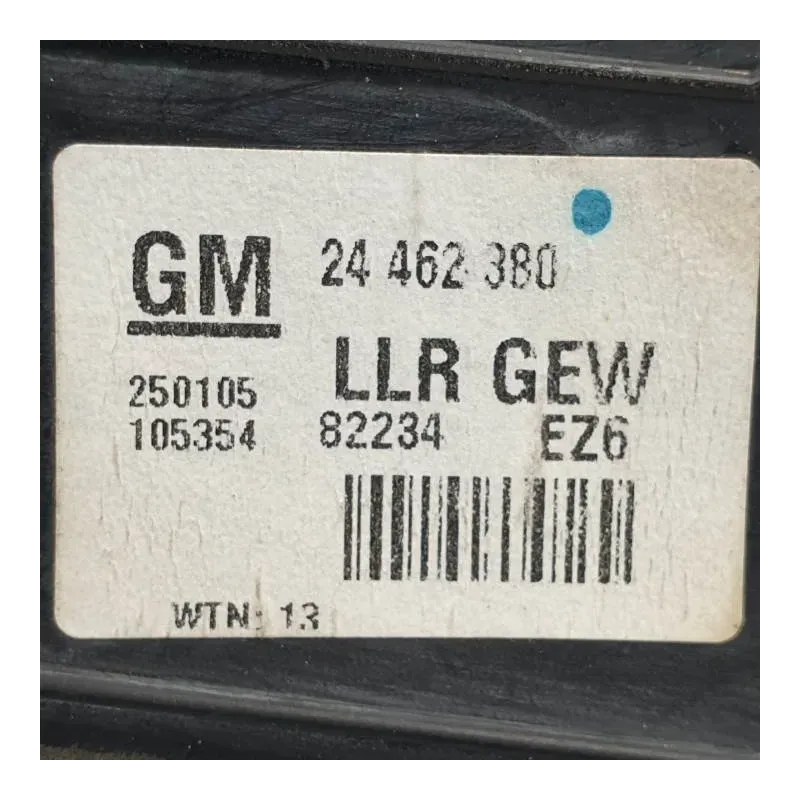 GM 24 462 380
LLR GEW
250105
105354 82234 EZ6
WTN: 13